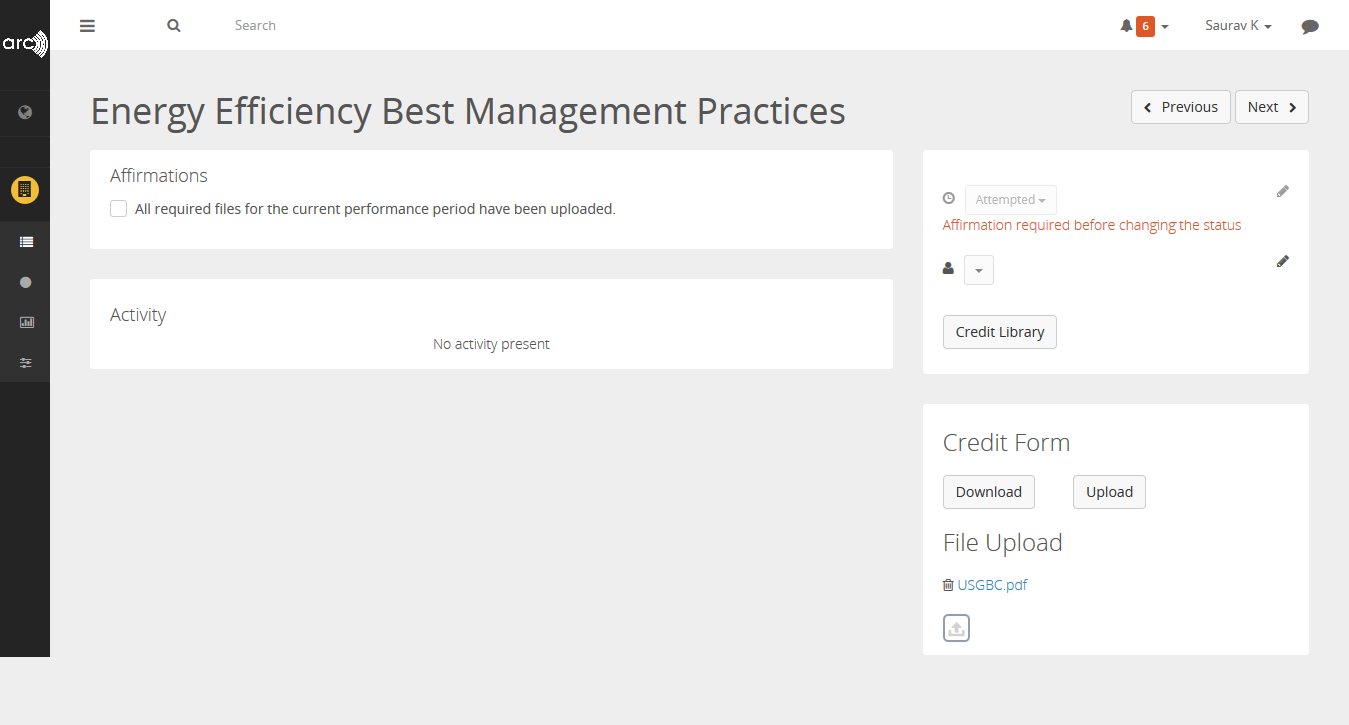 arc
Search
6
Saurav K
Energy Efficiency Best Management Practices
Previous
Next
Affirmations
All required files for the current performance period have been uploaded.
Activity
No activity present
Attempted
Affirmation required before changing the status
Credit Library
Credit Form
Download
Upload
File Upload
USGBC.pdf